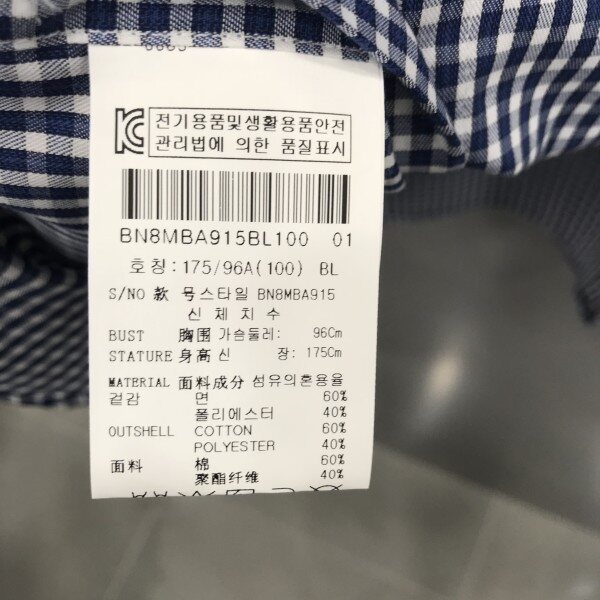 KC 전기용품및생활용품안전
관리법에 의한 품질표시
BN8MBA915BL100 01
호칭:175/96A(100) BL
S/NO 款 号스타일 BN8MBA915
신 체 치 수
BUST 胸围 가슴둘레: 96Cm
STATURE 身高 신 장: 175Cm
MATERIAL 面料成分 섬유의혼용율
겉감 면 60%
폴리에스터 40%
OUTSHELL COTTON 60%
POLYESTER 40%
面料 棉 60%
聚酯纤维 40%